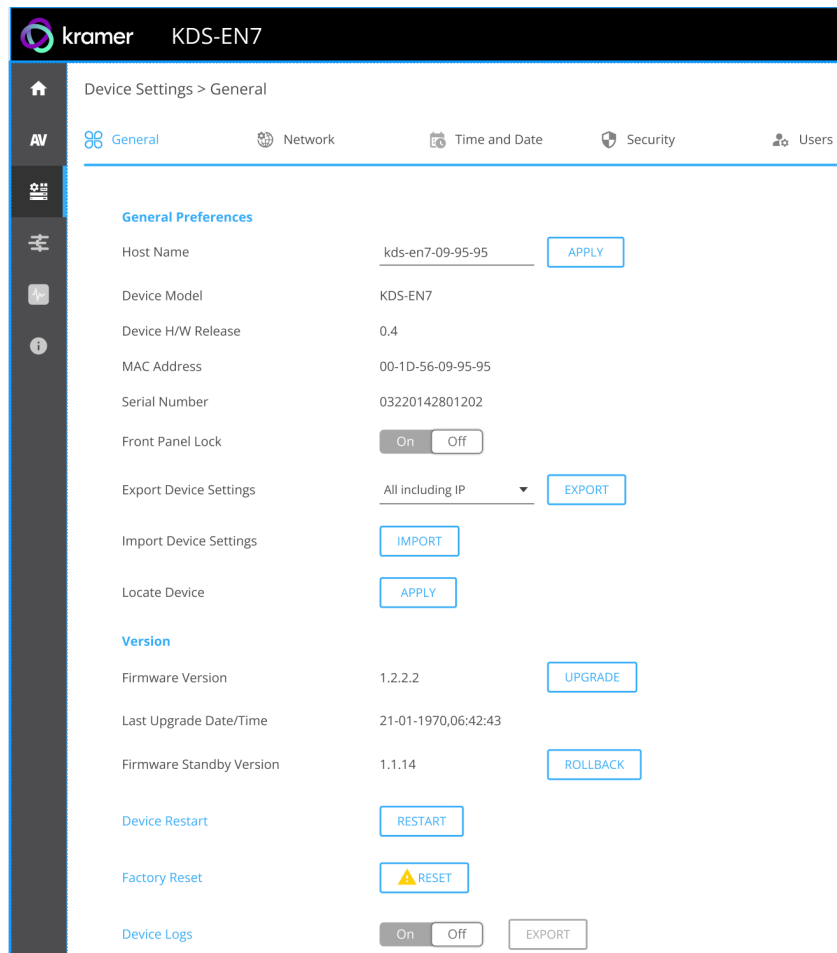 kramer KDS-EN7
Device Settings > General
AV
General Network Time and Date Security Users
General Preferences
Host Name kds-en7-09-95-95 APPLY
Device Model KDS-EN7
Device H/W Release 0.4
MAC Address 00-1D-56-09-95-95
Serial Number 03220142801202
Front Panel Lock On Off
Export Device Settings All including IP EXPORT
Import Device Settings IMPORT
Locate Device APPLY
Version
Firmware Version 1.2.2.2 UPGRADE
Last Upgrade Date/Time 21-01-1970,06:42:43
Firmware Standby Version 1.1.14 ROLLBACK
Device Restart RESTART
Factory Reset RESET
Device Logs On Off EXPORT